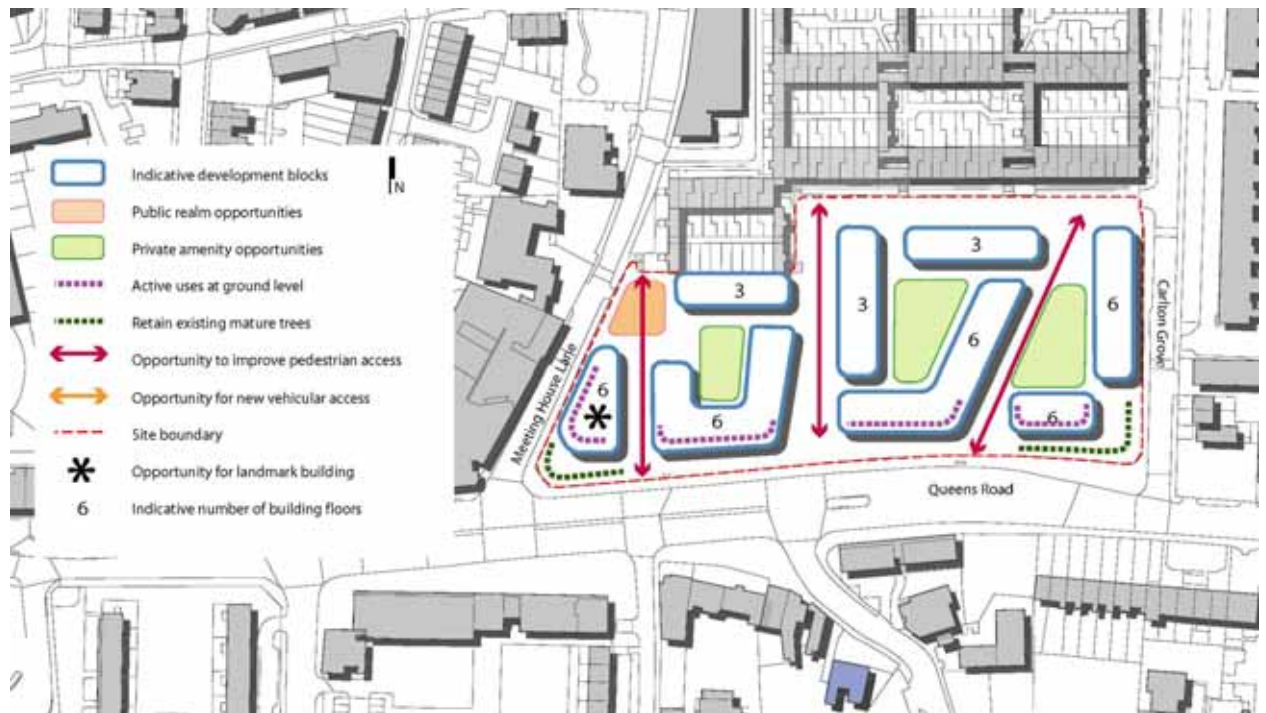 Indicative development blocks
Public realm opportunities
Private amenity opportunities
Active uses at ground level
Retain existing mature trees
Opportunity to improve pedestrian access
Opportunity for new vehicular access
Site boundary
Opportunity for landmark building
6 Indicative number of building floors
N
3
3
3
6
6
6
6
6
Meeting House Lane
Carlton Grove
Queens Road